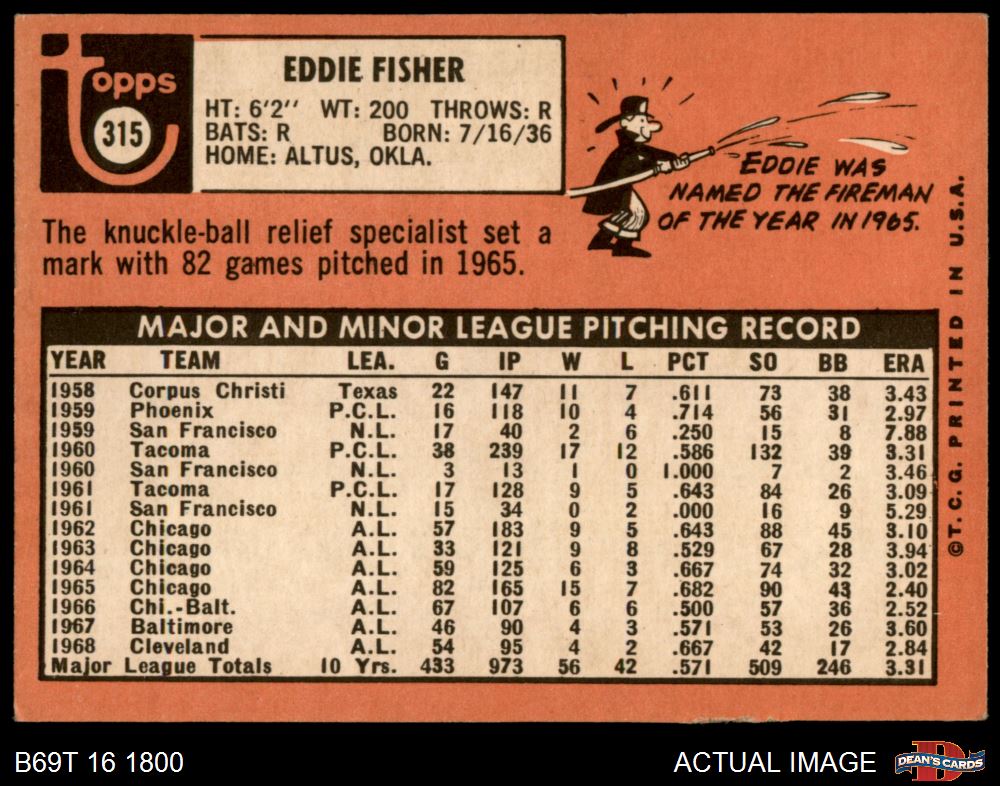 Topps
315
EDDIE FISHER
HT: 6'2" WT: 200 THROWS: R
BATS: R BORN: 7/16/36
HOME: ALTUS, OKLA.
EDDIE WAS
NAMED THE FIREMAN
OF THE YEAR IN 1965.
The knuckle-ball relief specialist set a
mark with 82 games pitched in 1965.
MAJOR AND MINOR LEAGUE PITCHING RECORD
YEAR TEAM LEA. G IP W L PCT SO BB ERA
1958 Corpus Christi Texas 22 147 11 7 .611 73 38 3.43
1959 Phoenix P.C.L. 16 118 10 4 .714 56 31 2.97
1959 San Francisco N.L. 17 40 2 6 .250 15 8 7.88
1960 Tacoma P.C.L. 38 239 17 12 .586 132 39 3.31
1960 San Francisco N.L. 3 13 1 0 1.000 7 2 3.46
1961 Tacoma P.C.L. 17 128 9 5 .643 84 26 3.09
1961 San Francisco N.L. 15 34 0 2 .000 16 9 5.29
1962 Chicago A.L. 57 183 9 5 .643 88 45 3.10
1963 Chicago A.L. 33 121 9 8 .529 67 28 3.94
1964 Chicago A.L. 59 125 6 3 .667 74 32 3.02
1965 Chicago A.L. 82 165 15 7 .682 90 43 2.40
1966 Chi.-Balt. A.L. 67 107 6 6 .500 57 36 2.52
1967 Baltimore A.L. 46 90 4 3 .571 53 26 3.60
1968 Cleveland A.L. 54 95 4 2 .667 42 17 2.84
Major League Totals 10 Yrs. 433 973 56 42 .571 509 246 3.31
©T.C.G. PRINTED IN U.S.A.
B69T 16 1800
ACTUAL IMAGE
D
DEAN'S CARDS